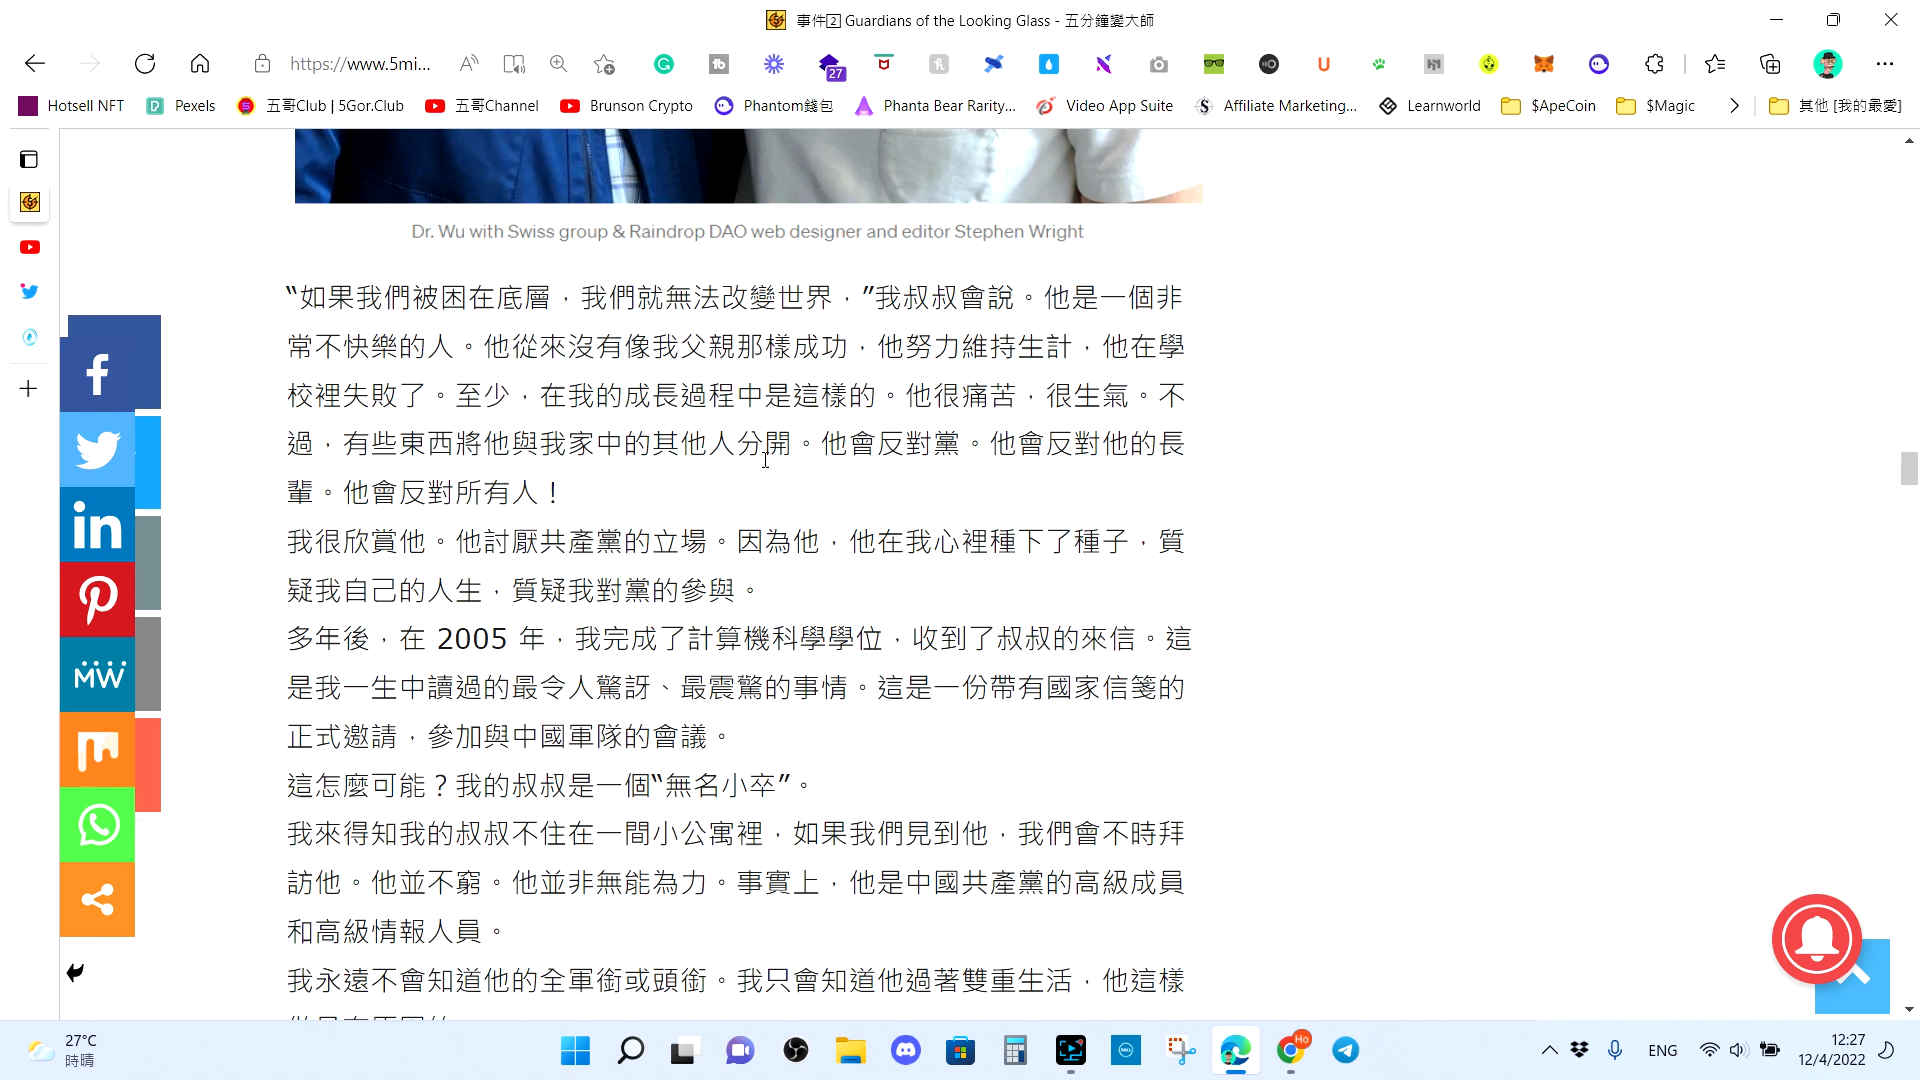 事件2 Guardians of the Looking Glass - 五分鐘變大師
https://www.5mi...
27
Hotsell NFT
Pexels
五哥Club | 5Gor.Club
五哥Channel
Brunson Crypto
Phantom錢包
Phanta Bear Rarity...
Video App Suite
Affiliate Marketing...
Learnworld
$ApeCoin
$Magic
其他 [我的最愛]
Dr. Wu with Swiss group & Raindrop DAO web designer and editor Stephen Wright
“如果我們被困在底層，我們就無法改變世界，”我叔叔會說。他是一個非
常不快樂的人。他從來沒有像我父親那樣成功，他努力維持生計，他在學
校裡失敗了。至少，在我的成長過程中是這樣的。他很痛苦，很生氣。不
過，有些東西將他與我家中的其他人分開。他會反對黨。他會反對他的長
輩。他會反對所有人！
我很欣賞他。他討厭共產黨的立場。因為他，他在我心裡種下了種子，質
疑我自己的人生，質疑我對黨的參與。
多年後，在 2005 年，我完成了計算機科學學位，收到了叔叔的來信。這
是我一生中讀過的最令人驚訝、最震驚的事情。這是一份帶有國家信箋的
正式邀請，參加與中國軍隊的會議。
這怎麼可能？我的叔叔是一個“無名小卒”。
我來得知我的叔叔不住在一間小公寓裡，如果我們見到他，我們會不時拜
訪他。他並不窮。他並非無能為力。事實上，他是中國共產黨的高級成員
和高級情報人員。
我永遠不會知道他的全軍銜或頭銜。我只會知道他過著雙重生活，他這樣
27°C
時晴
Ho
ENG
12:27
12/4/2022